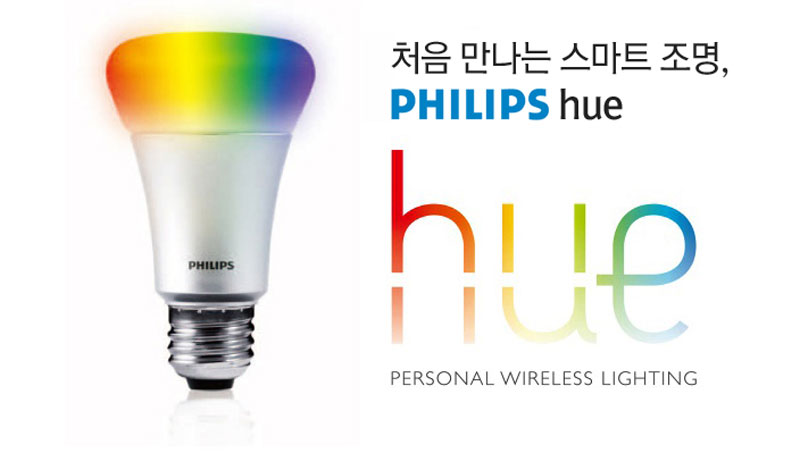 처음 만나는 스마트 조명,
PHILIPS hue
hue
PERSONAL WIRELESS LIGHTING
PHILIPS